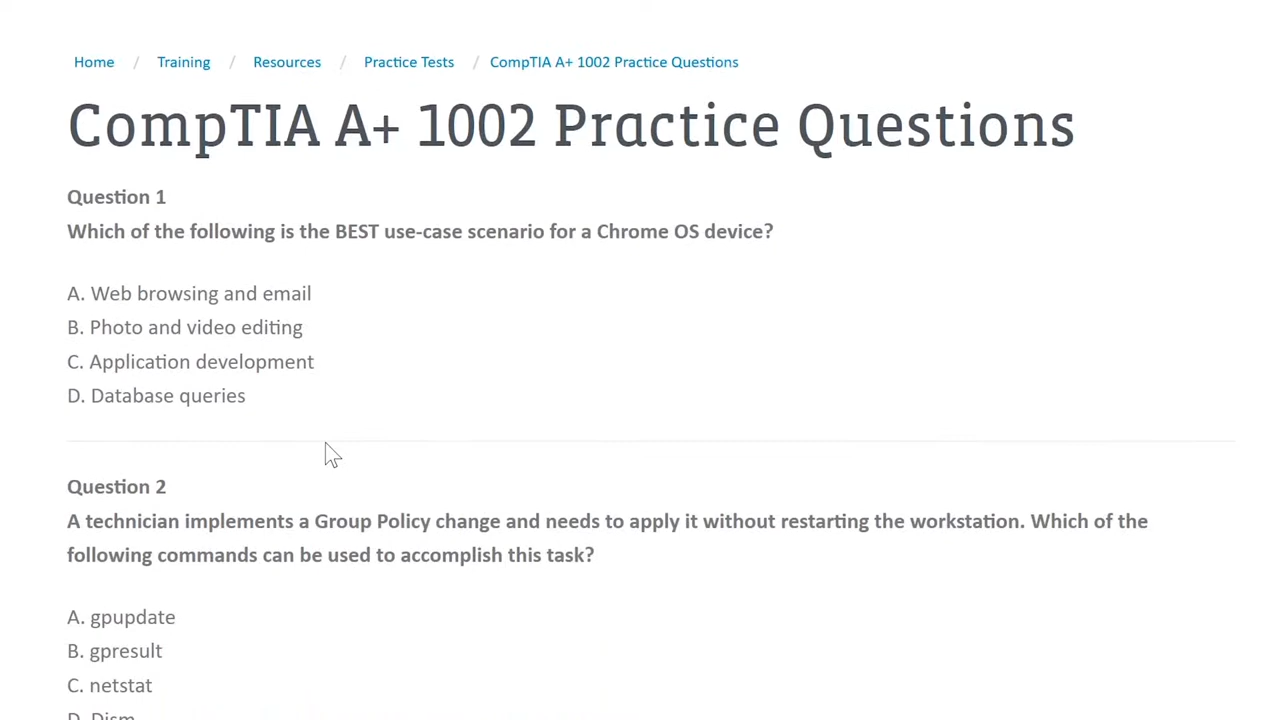 Home / Training / Resources / Practice Tests / CompTIA A+ 1002 Practice Questions
CompTIA A+ 1002 Practice Questions
Question 1
Which of the following is the BEST use-case scenario for a Chrome OS device?
A. Web browsing and email
B. Photo and video editing
C. Application development
D. Database queries
Question 2
A technician implements a Group Policy change and needs to apply it without restarting the workstation. Which of the
following commands can be used to accomplish this task?
A. gpupdate
B. gpresult
C. netstat
D. Dism